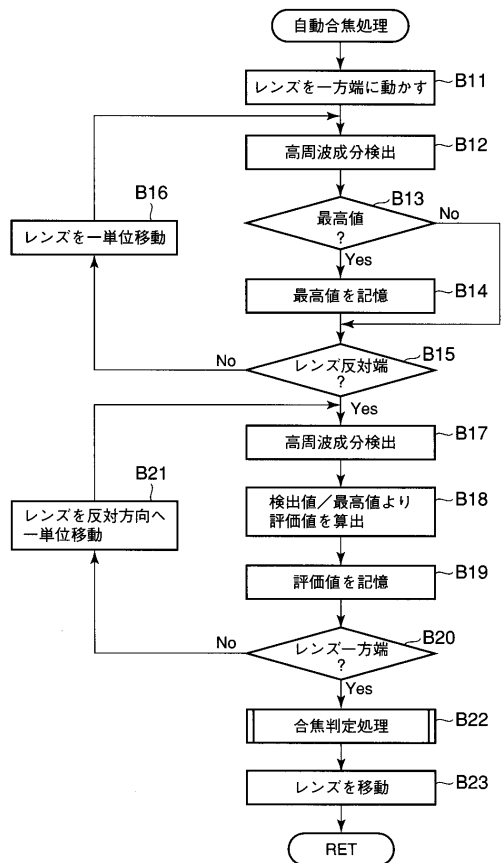 自動合焦処理
レンズを一方端に動かす
B11
高周波成分検出
B12
B16
レンズを一単位移動
B13
最高値
?
No
Yes
最高値を記憶
B14
B15
レンズ反対端
?
No
Yes
高周波成分検出
B17
B21
レンズを反対方向へ
一単位移動
検出値/最高値より
評価値を算出
B18
評価値を記憶
B19
B20
レンズ一方端
?
No
Yes
合焦判定処理
B22
レンズを移動
B23
RET